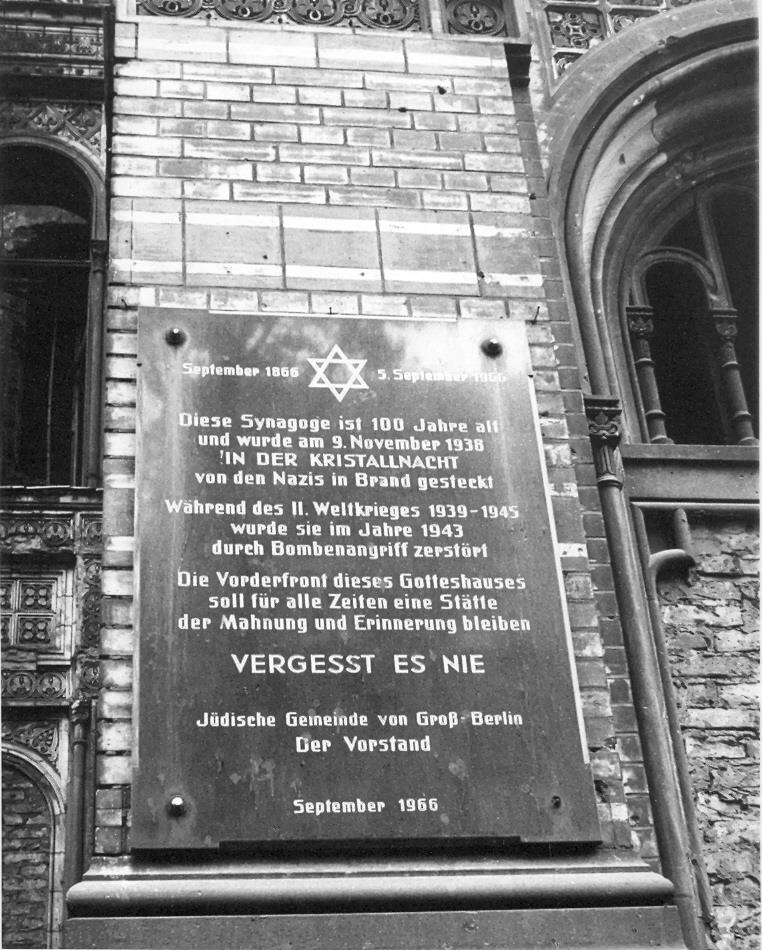 September 1866 5. September 1966
Diese Synagoge ist 100 Jahre alt
und wurde am 9. November 1938
IN DER KRISTALLNACHT
von den Nazis in Brand gesteckt
Während des II. Weltkrieges 1939-1945
wurde sie im Jahre 1943
durch Bombenangriff zerstört
Die Vorderfront dieses Gotteshauses
soll für alle Zeiten eine Stätte
der Mahnung und Erinnerung bleiben
VERGESST ES NIE
Jüdische Gemeinde von Groß-Berlin
Der Vorstand
September 1966